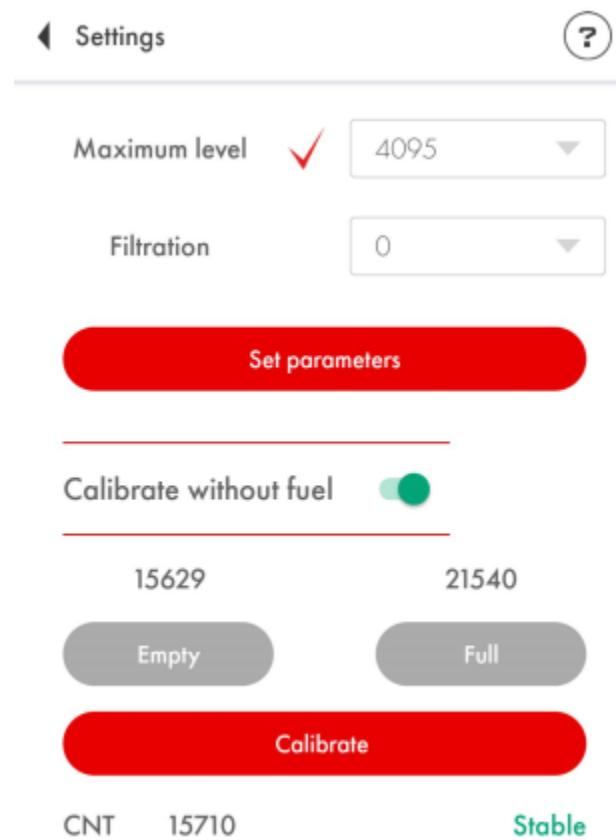 Settings ?
Maximum level 4095
Filtration 0
Set parameters
Calibrate without fuel
15629 21540
Empty Full
Calibrate
CNT 15710 Stable